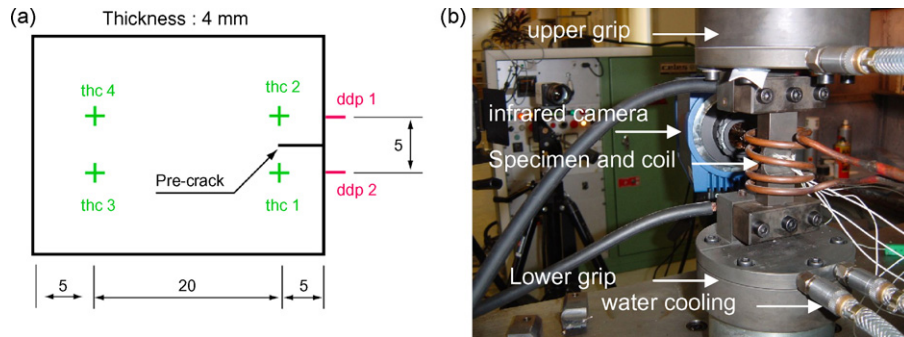 (a)
Thickness : 4 mm
thc 4
thc 2
ddp 1
5
Pre-crack
thc 3
thc 1
ddp 2
5
20
5
(b)
upper grip
infrared camera
Specimen and coil
Lower grip
water cooling